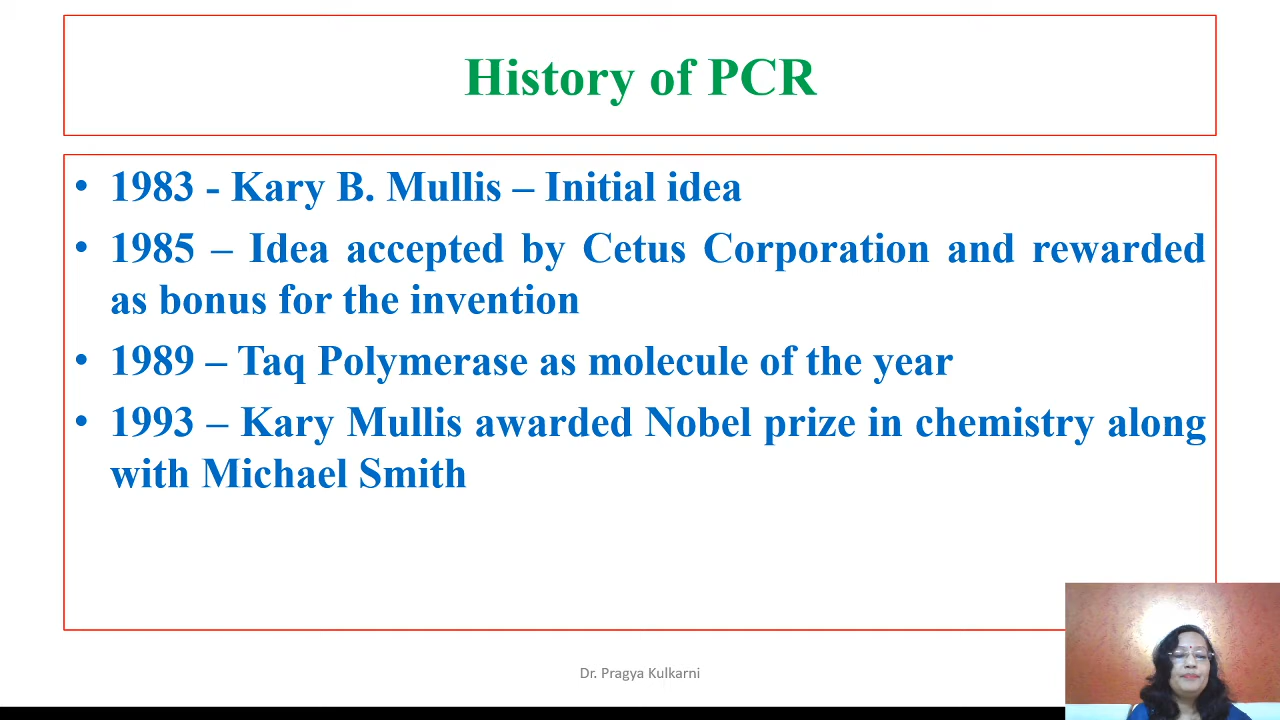 History of PCR
• 1983 - Kary B. Mullis – Initial idea
• 1985 – Idea accepted by Cetus Corporation and rewarded
as bonus for the invention
• 1989 – Taq Polymerase as molecule of the year
• 1993 – Kary Mullis awarded Nobel prize in chemistry along
with Michael Smith
Dr. Pragya Kulkarni